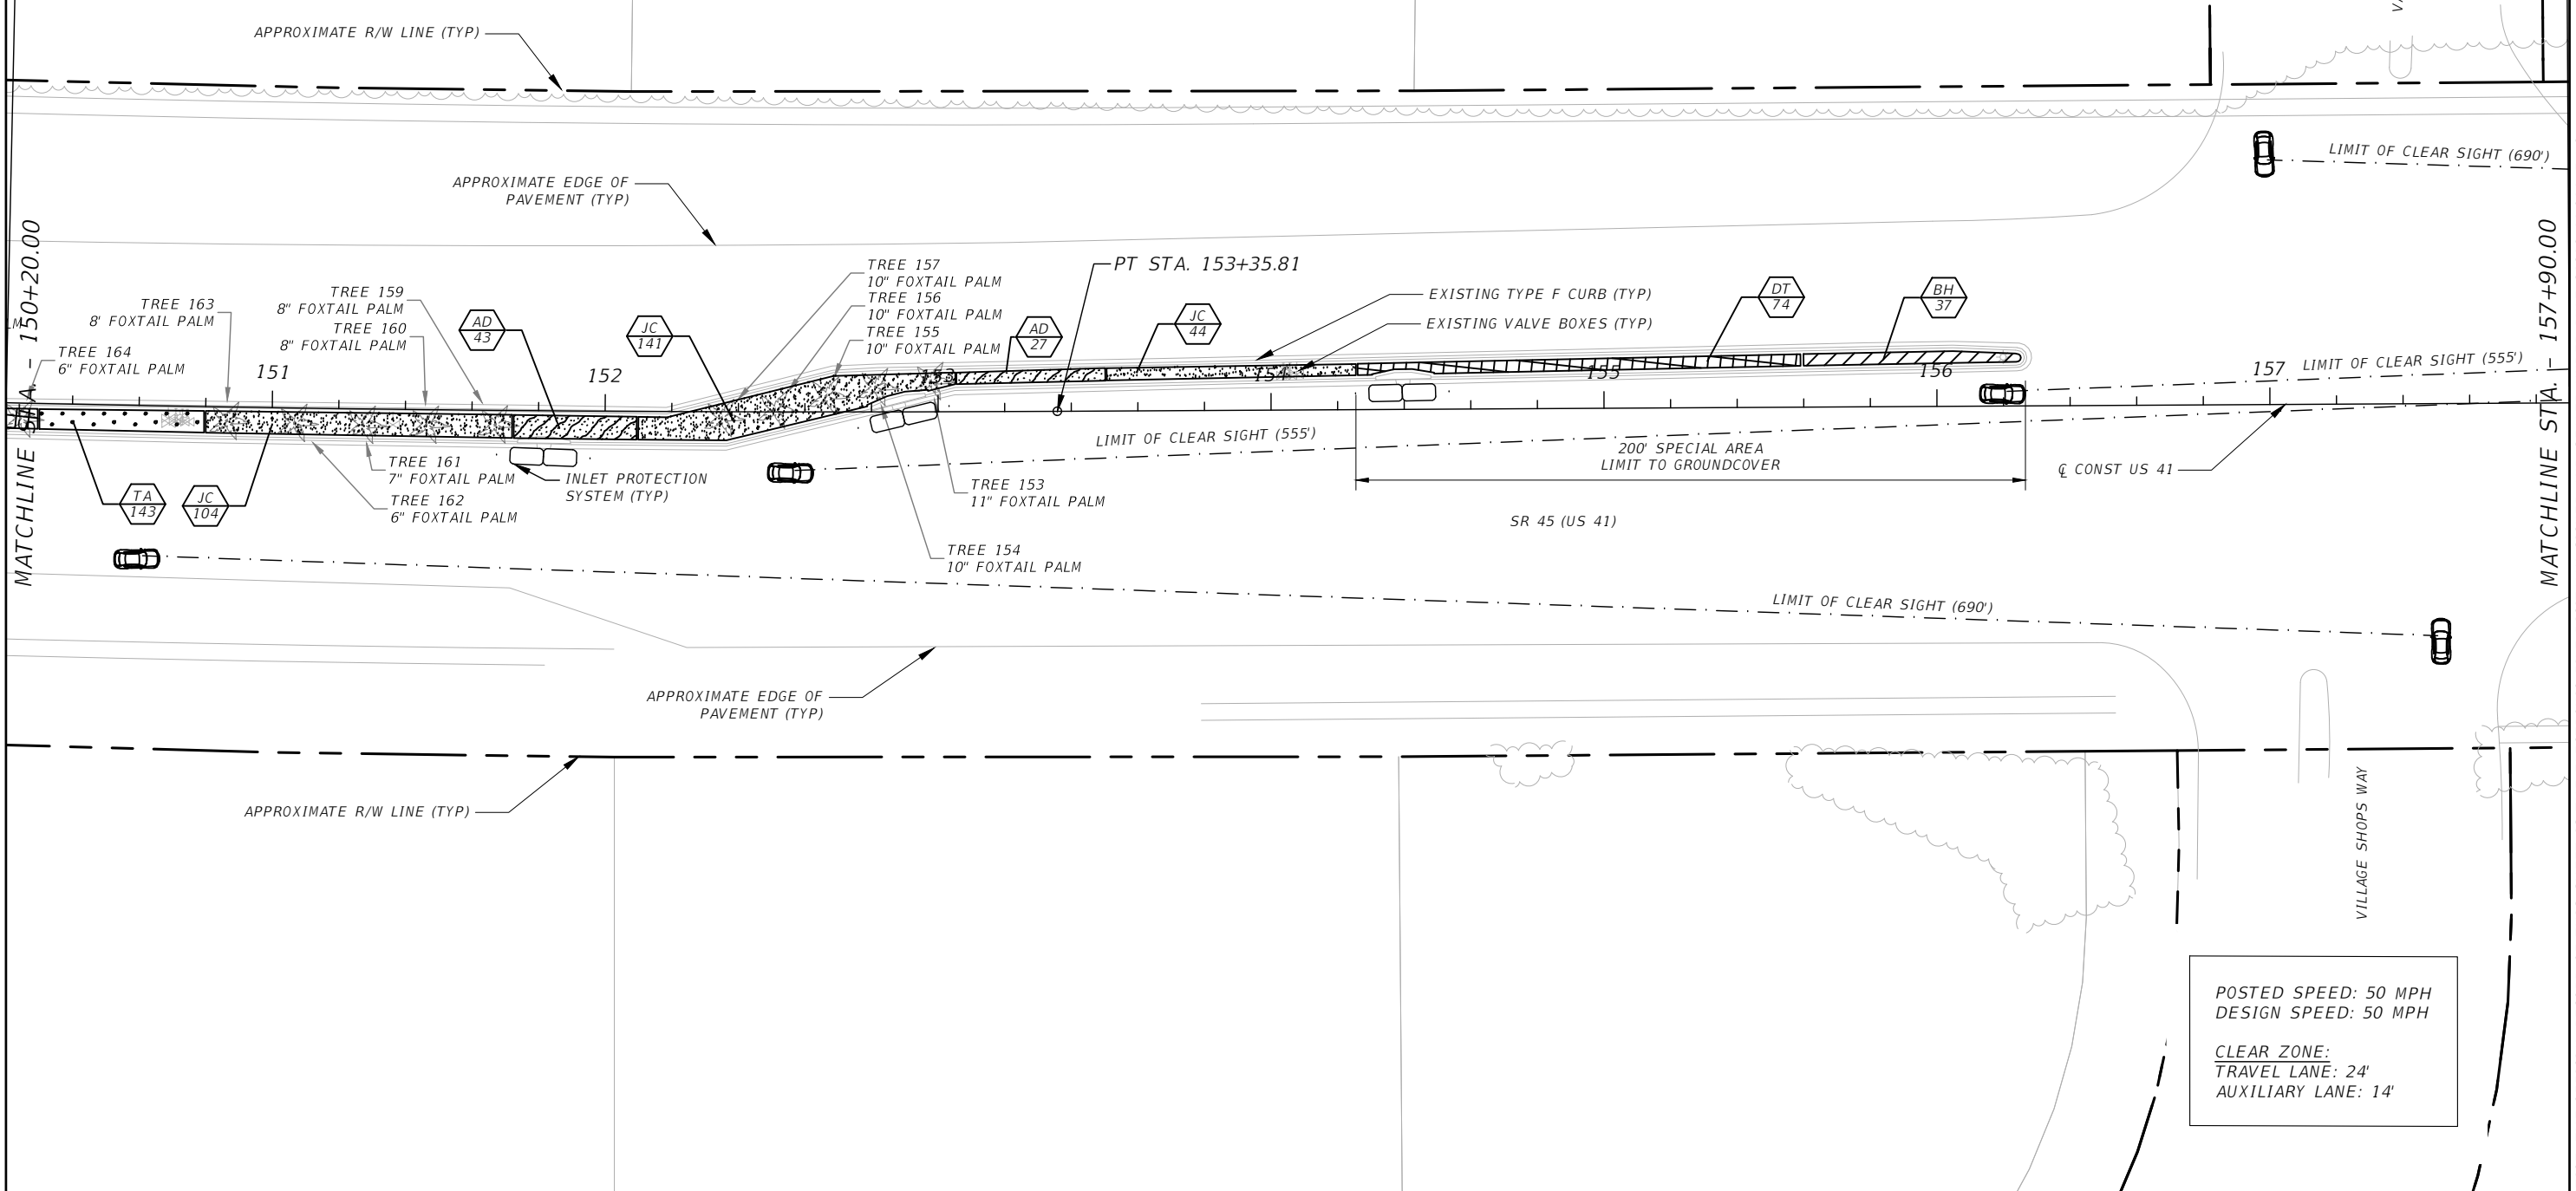 APPROXIMATE R/W LINE (TYP)
LIMIT OF CLEAR SIGHT (690')
APPROXIMATE EDGE OF
PAVEMENT (TYP)
MATCHLINE STA. - 150+20.00
MATCHLINE STA. - 157+90.00
TREE 157
10" FOXTAIL PALM
TREE 156
10" FOXTAIL PALM
TREE 155
10" FOXTAIL PALM
PT STA. 153+35.81
TREE 163
8' FOXTAIL PALM
TREE 159
8" FOXTAIL PALM
TREE 160
8" FOXTAIL PALM
TREE 164
6" FOXTAIL PALM
AD
43
JC
141
AD
27
JC
44
EXISTING TYPE F CURB (TYP)
EXISTING VALVE BOXES (TYP)
DT
74
BH
37
151
152
153
154
155
156
157
LIMIT OF CLEAR SIGHT (555')
LIMIT OF CLEAR SIGHT (555')
200' SPECIAL AREA
LIMIT TO GROUNDCOVER
℄ CONST US 41
TA
143
JC
104
TREE 161
7" FOXTAIL PALM
TREE 162
6" FOXTAIL PALM
INLET PROTECTION
SYSTEM (TYP)
TREE 153
11" FOXTAIL PALM
TREE 154
10" FOXTAIL PALM
SR 45 (US 41)
LIMIT OF CLEAR SIGHT (690')
APPROXIMATE EDGE OF
PAVEMENT (TYP)
APPROXIMATE R/W LINE (TYP)
VILLAGE SHOPS WAY
POSTED SPEED: 50 MPH
DESIGN SPEED: 50 MPH
CLEAR ZONE:
TRAVEL LANE: 24'
AUXILIARY LANE: 14'